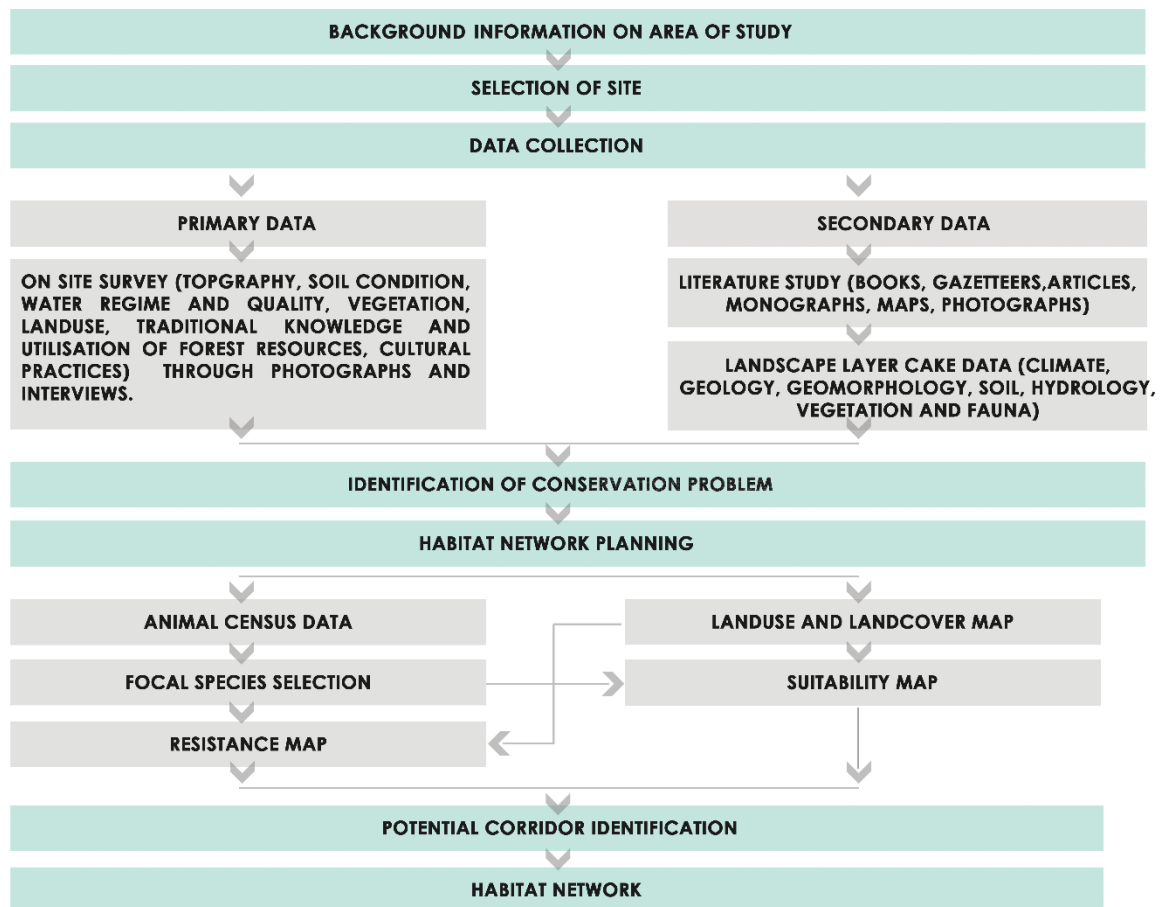 BACKGROUND INFORMATION ON AREA OF STUDY
SELECTION OF SITE
DATA COLLECTION
PRIMARY DATA
ON SITE SURVEY (TOPGRAPHY, SOIL CONDITION,
WATER REGIME AND QUALITY, VEGETATION,
LANDUSE, TRADITIONAL KNOWLEDGE AND
UTILISATION OF FOREST RESOURCES, CULTURAL
PRACTICES) THROUGH PHOTOGRAPHS AND
INTERVIEWS.
SECONDARY DATA
LITERATURE STUDY (BOOKS, GAZETTEERS,ARTICLES,
MONOGRAPHS, MAPS, PHOTOGRAPHS)
LANDSCAPE LAYER CAKE DATA (CLIMATE,
GEOLOGY, GEOMORPHOLOGY, SOIL, HYDROLOGY,
VEGETATION AND FAUNA)
IDENTIFICATION OF CONSERVATION PROBLEM
HABITAT NETWORK PLANNING
ANIMAL CENSUS DATA
FOCAL SPECIES SELECTION
RESISTANCE MAP
LANDUSE AND LANDCOVER MAP
SUITABILITY MAP
POTENTIAL CORRIDOR IDENTIFICATION
HABITAT NETWORK